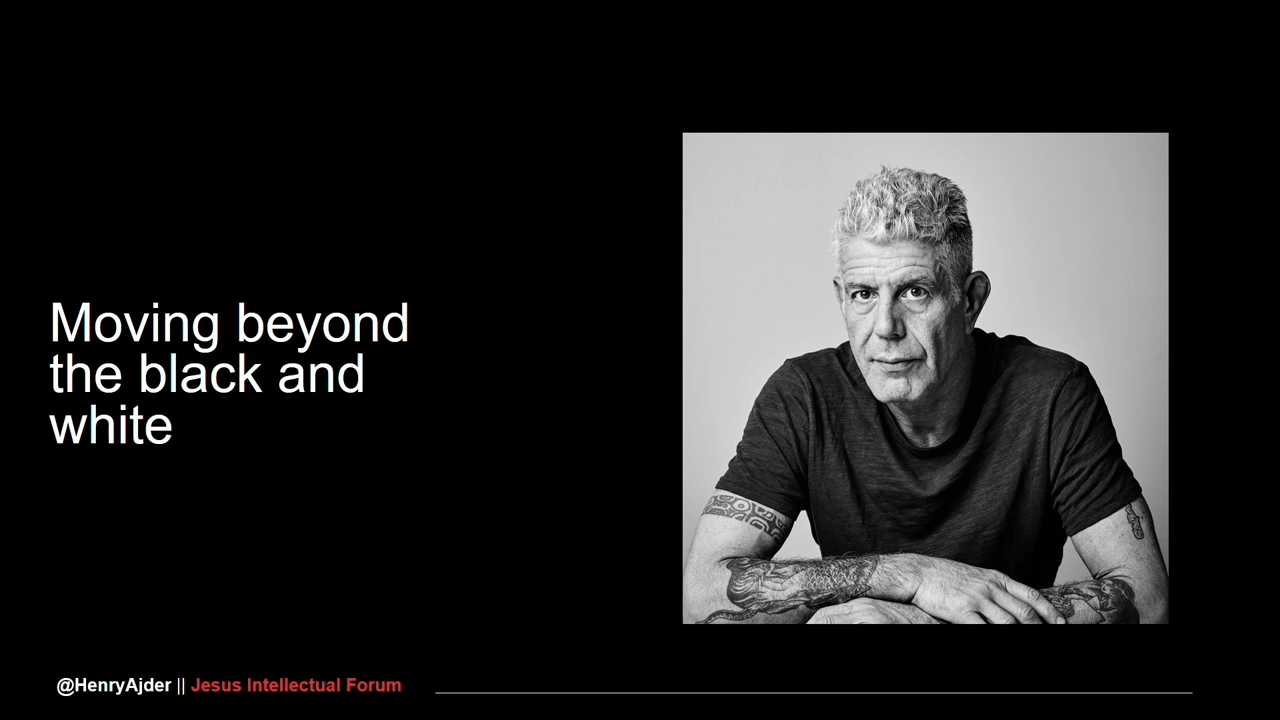 Moving beyond
the black and
white
@HenryAjder || Jesus Intellectual Forum